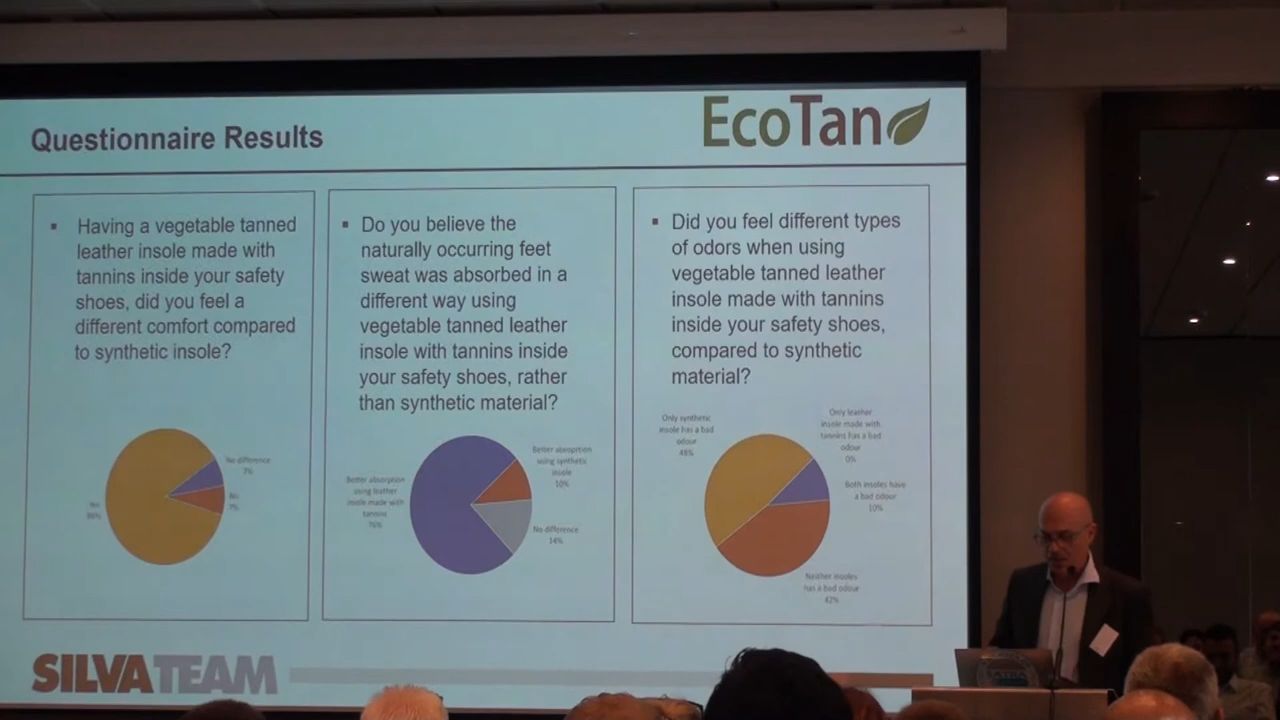 Questionnaire Results
EcoTan
Having a vegetable tanned
leather insole made with
tannins inside your safety
shoes, did you feel a
different comfort compared
to synthetic insole?
No difference
7%
No
7%
Yes
86%
Do you believe the
naturally occurring feet
sweat was absorbed in a
different way using
vegetable tanned leather
insole with tannins inside
your safety shoes, rather
than synthetic material?
Better absorption
using synthetic
insole
10%
Better absorption
using leather
insole made with
tannins
76%
No difference
14%
Did you feel different types
of odors when using
vegetable tanned leather
insole made with tannins
inside your safety shoes,
compared to synthetic
material?
Only synthetic
insole has a bad
odour
48%
Only leather
insole made with
tannins has a bad
odour
0%
Both insoles have
a bad odour
10%
Neither insoles
has a bad odour
42%
SILVATEAM